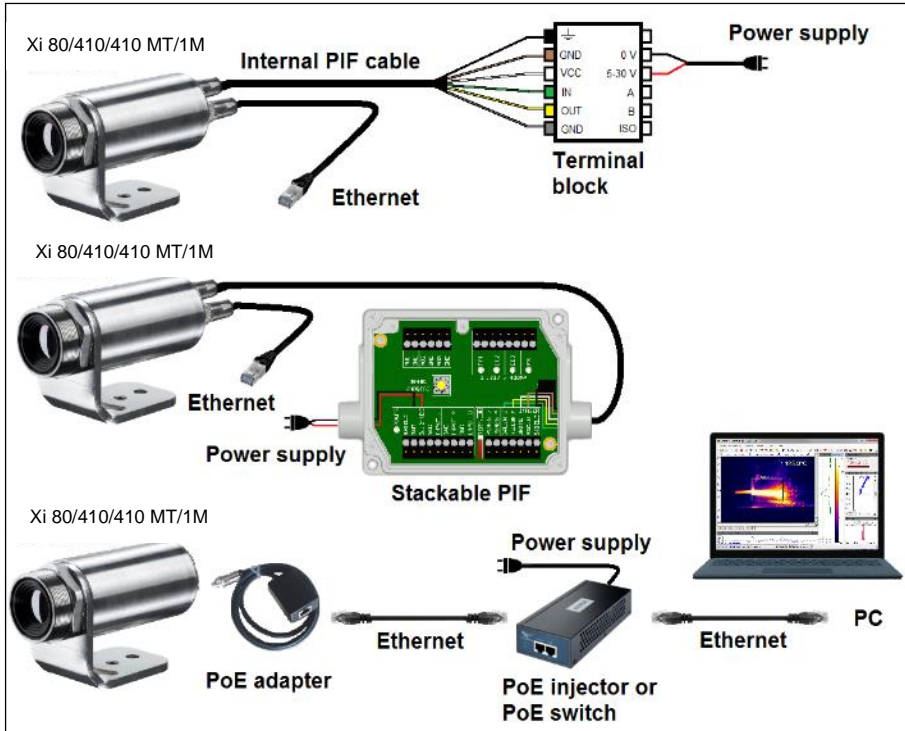 Xi 80/410/410 MT/1M
Internal PIF cable
Power supply
GND
VCC
IN
OUT
GND
0 V
5-30 V
A
B
ISO
Terminal
block
Ethernet
Xi 80/410/410 MT/1M
Ethernet
Power supply
Stackable PIF
Xi 80/410/410 MT/1M
Power supply
Ethernet
Ethernet
PC
PoE adapter
PoE injector or
PoE switch